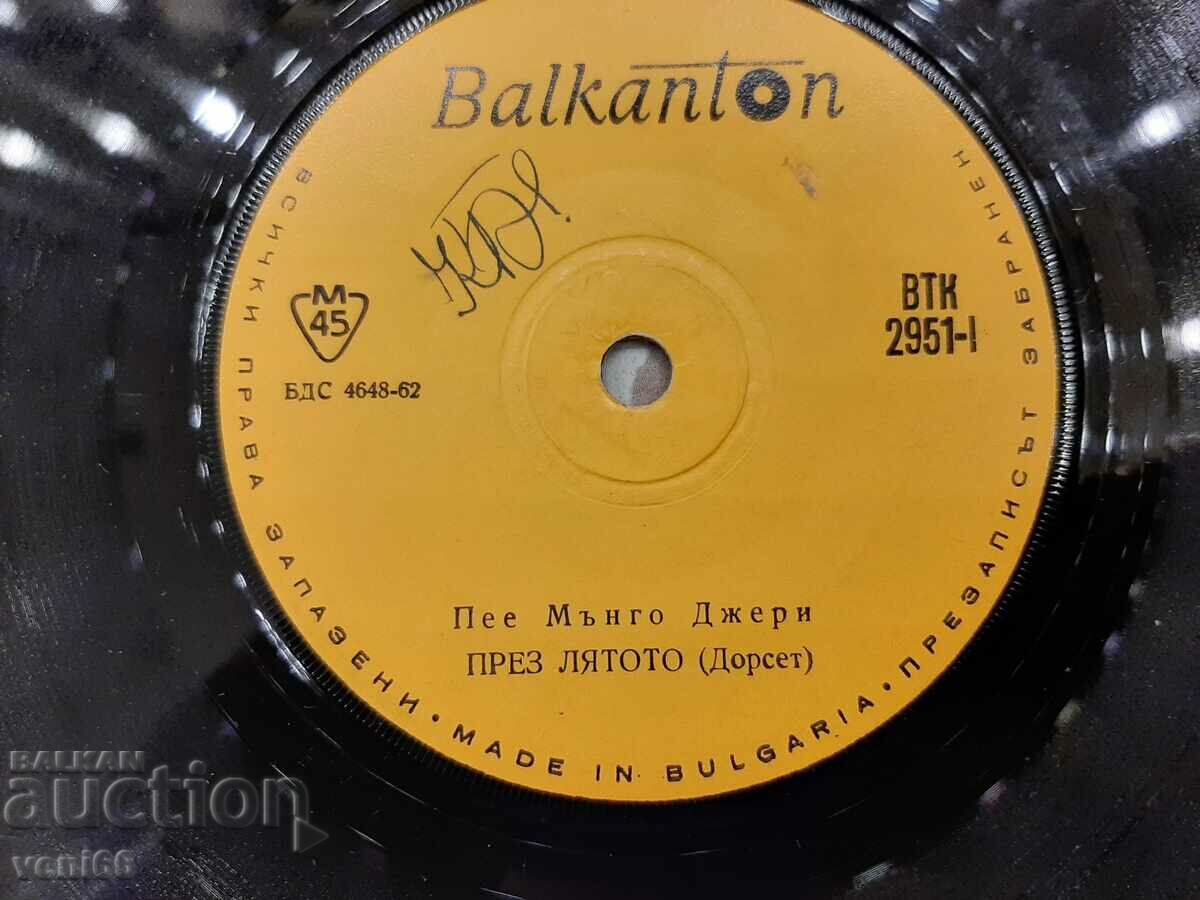 Balkanton
М
45
БДС 4648-62
ВТК
2951-I
Пее Мънго Джери
ПРЕЗ ЛЯТОТО (Дорсет)
ВСИЧКИ ПРАВА ЗАПАЗЕНИ • MADE IN BULGARIA • ПРЕЗАПИСЪТ ЗАБРАНЕН
BALKAN
auction
veni66